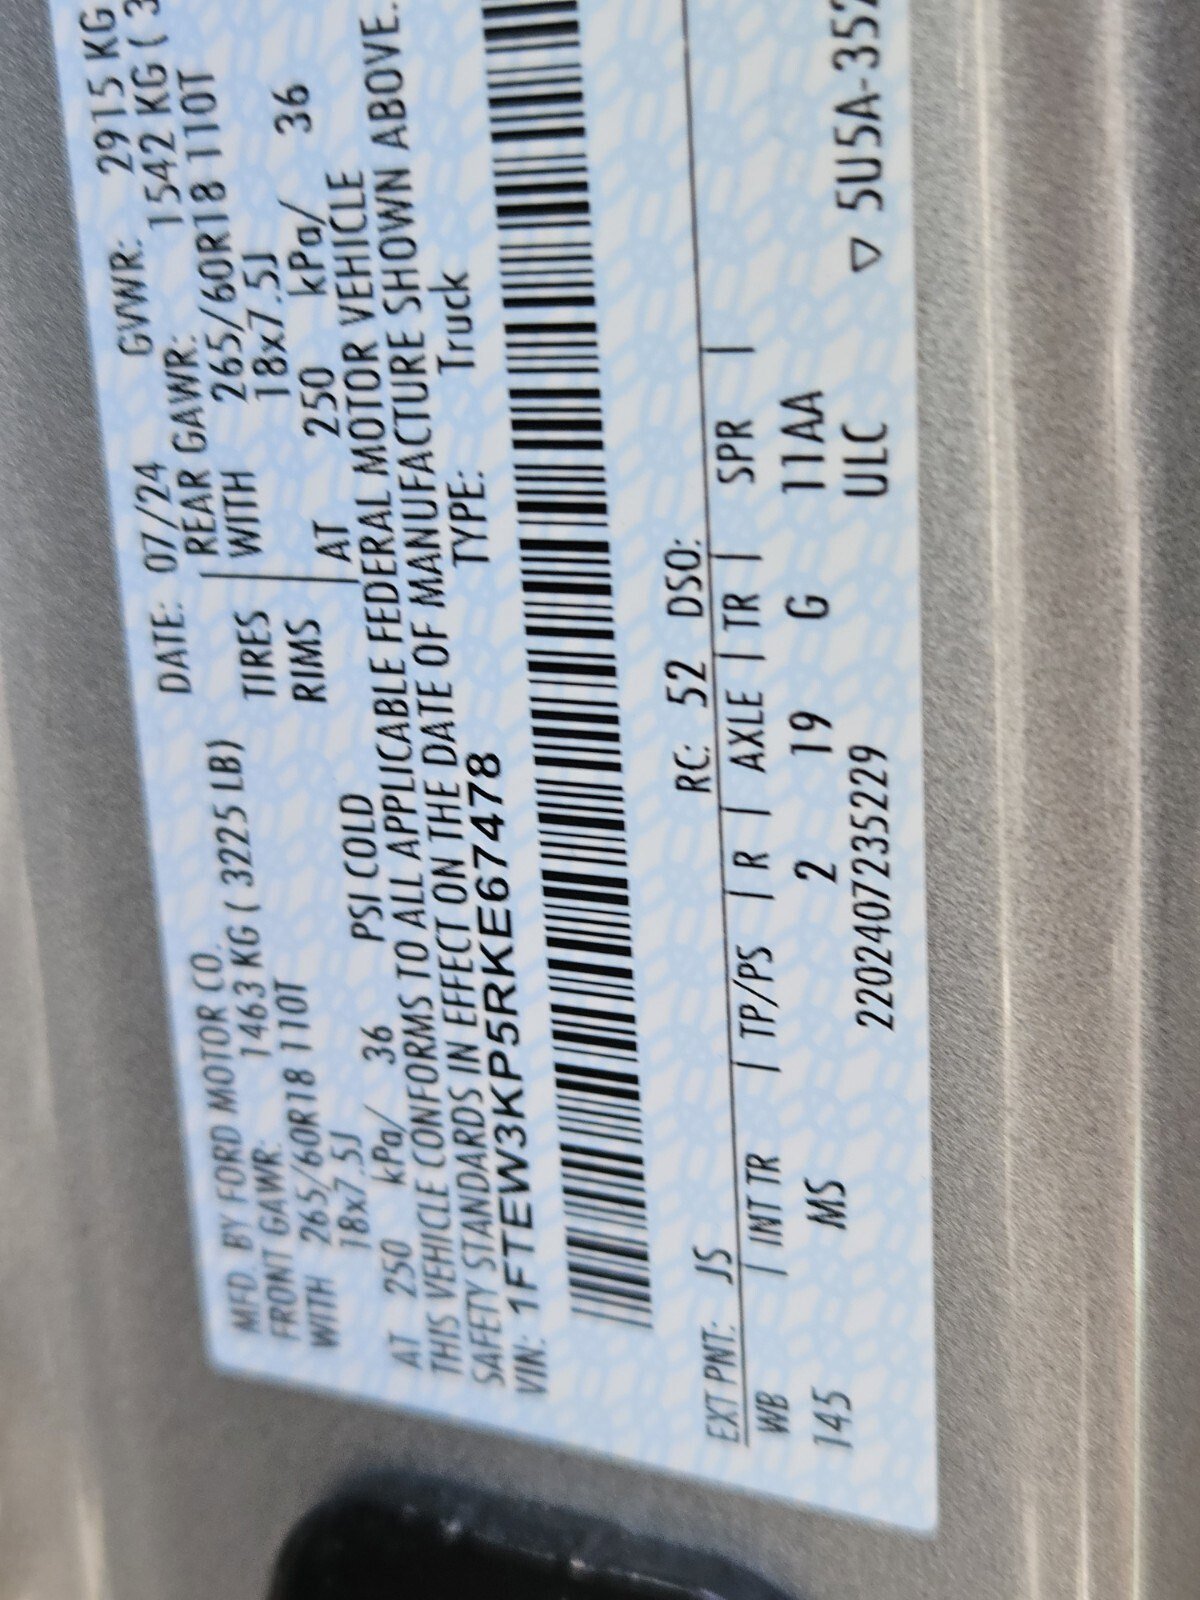 MFD. BY FORD MOTOR CO. DATE: 07/24 GVWR: 2915 KG
FRONT GAWR: 1463 KG ( 3225 LB) REAR GAWR: 1542 KG ( 3
WITH 265/60R18 110T TIRES WITH 265/60R18 110T
18x7.5J RIMS 18x7.5J
AT 250 kPa/ 36 PSI COLD AT 250 kPa/ 36
THIS VEHICLE CONFORMS TO ALL APPLICABLE FEDERAL MOTOR VEHICLE
SAFETY STANDARDS IN EFFECT ON THE DATE OF MANUFACTURE SHOWN ABOVE.
VIN: 1FTEW3KP5RKE67478 TYPE: Truck
EXT PNT: JS RC: 52 DSO:
WB | INT TR | TP/PS | R | AXLE | TR | SPR |
145 MS 2 19 G 11AA
2202407235229 ULC ▽ 5U5A-352